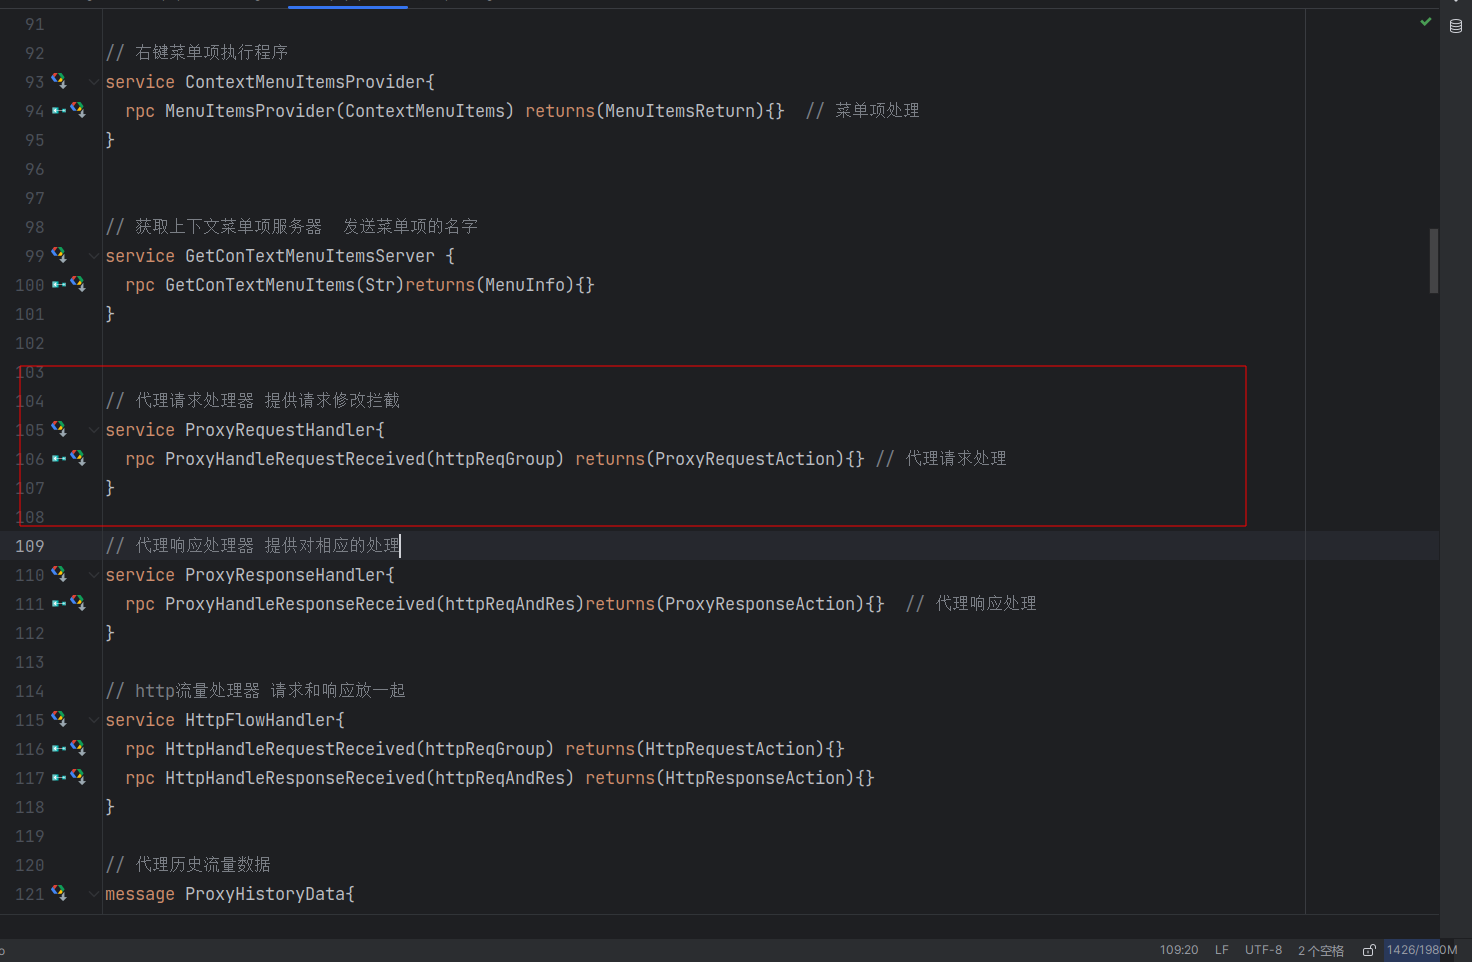 91
92 // 右键菜单项执行程序
93 service ContextMenuItemsProvider{
94 rpc MenuItemsProvider(ContextMenuItems) returns(MenuItemsReturn){} // 菜单项处理
95 }
96
97
98 // 获取上下文菜单项服务器 发送菜单项的名字
99 service GetConTextMenuItemsServer {
100 rpc GetConTextMenuItems(Str)returns(MenuInfo){}
101 }
102
103
104 // 代理请求处理器 提供请求修改拦截
105 service ProxyRequestHandler{
106 rpc ProxyHandleRequestReceived(httpReqGroup) returns(ProxyRequestAction){} // 代理请求处理
107 }
108
109 // 代理响应处理器 提供对相应的处理
110 service ProxyResponseHandler{
111 rpc ProxyHandleResponseReceived(httpReqAndRes)returns(ProxyResponseAction){} // 代理响应处理
112 }
113
114 // http流量处理器 请求和响应放一起
115 service HttpFlowHandler{
116 rpc HttpHandleRequestReceived(httpReqGroup) returns(HttpRequestAction){}
117 rpc HttpHandleResponseReceived(httpReqAndRes) returns(HttpResponseAction){}
118 }
119
120 // 代理历史流量数据
121 message ProxyHistoryData{
109:20 LF UTF-8 2 个空格 1426/1980M